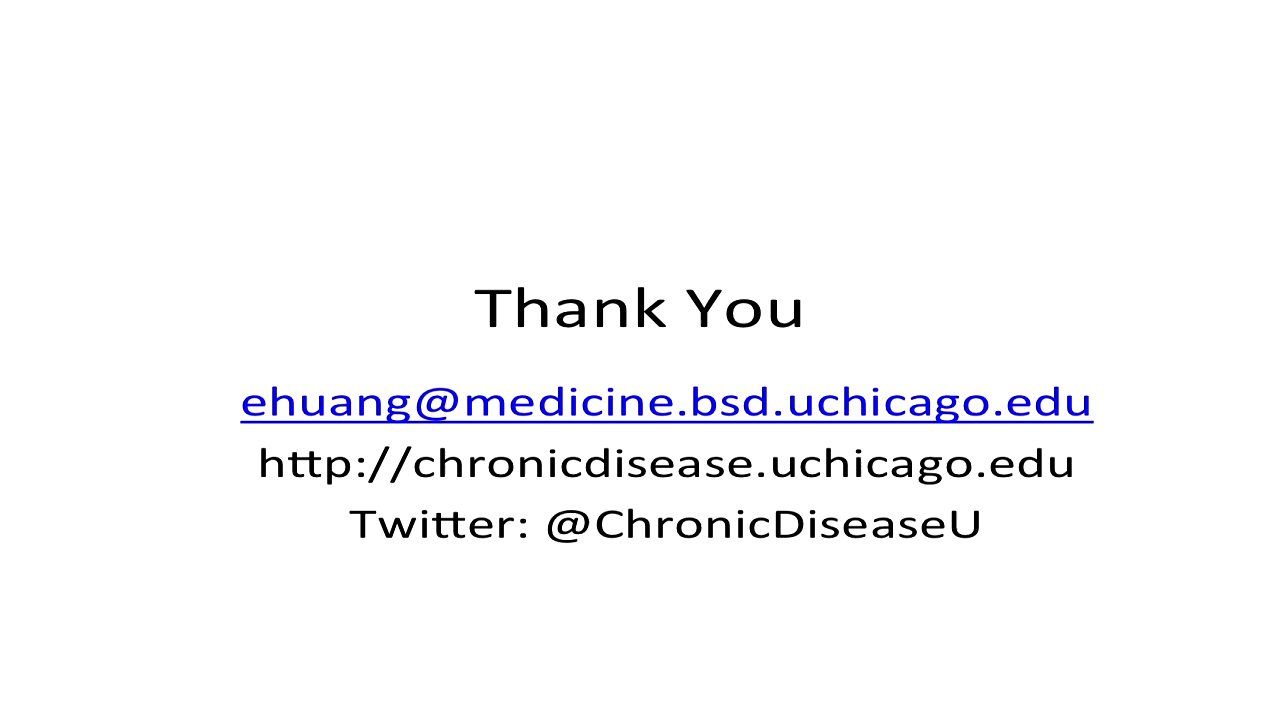 Thank You
ehuang@medicine.bsd.uchicago.edu
http://chronicdisease.uchicago.edu
Twitter: @ChronicDiseaseU